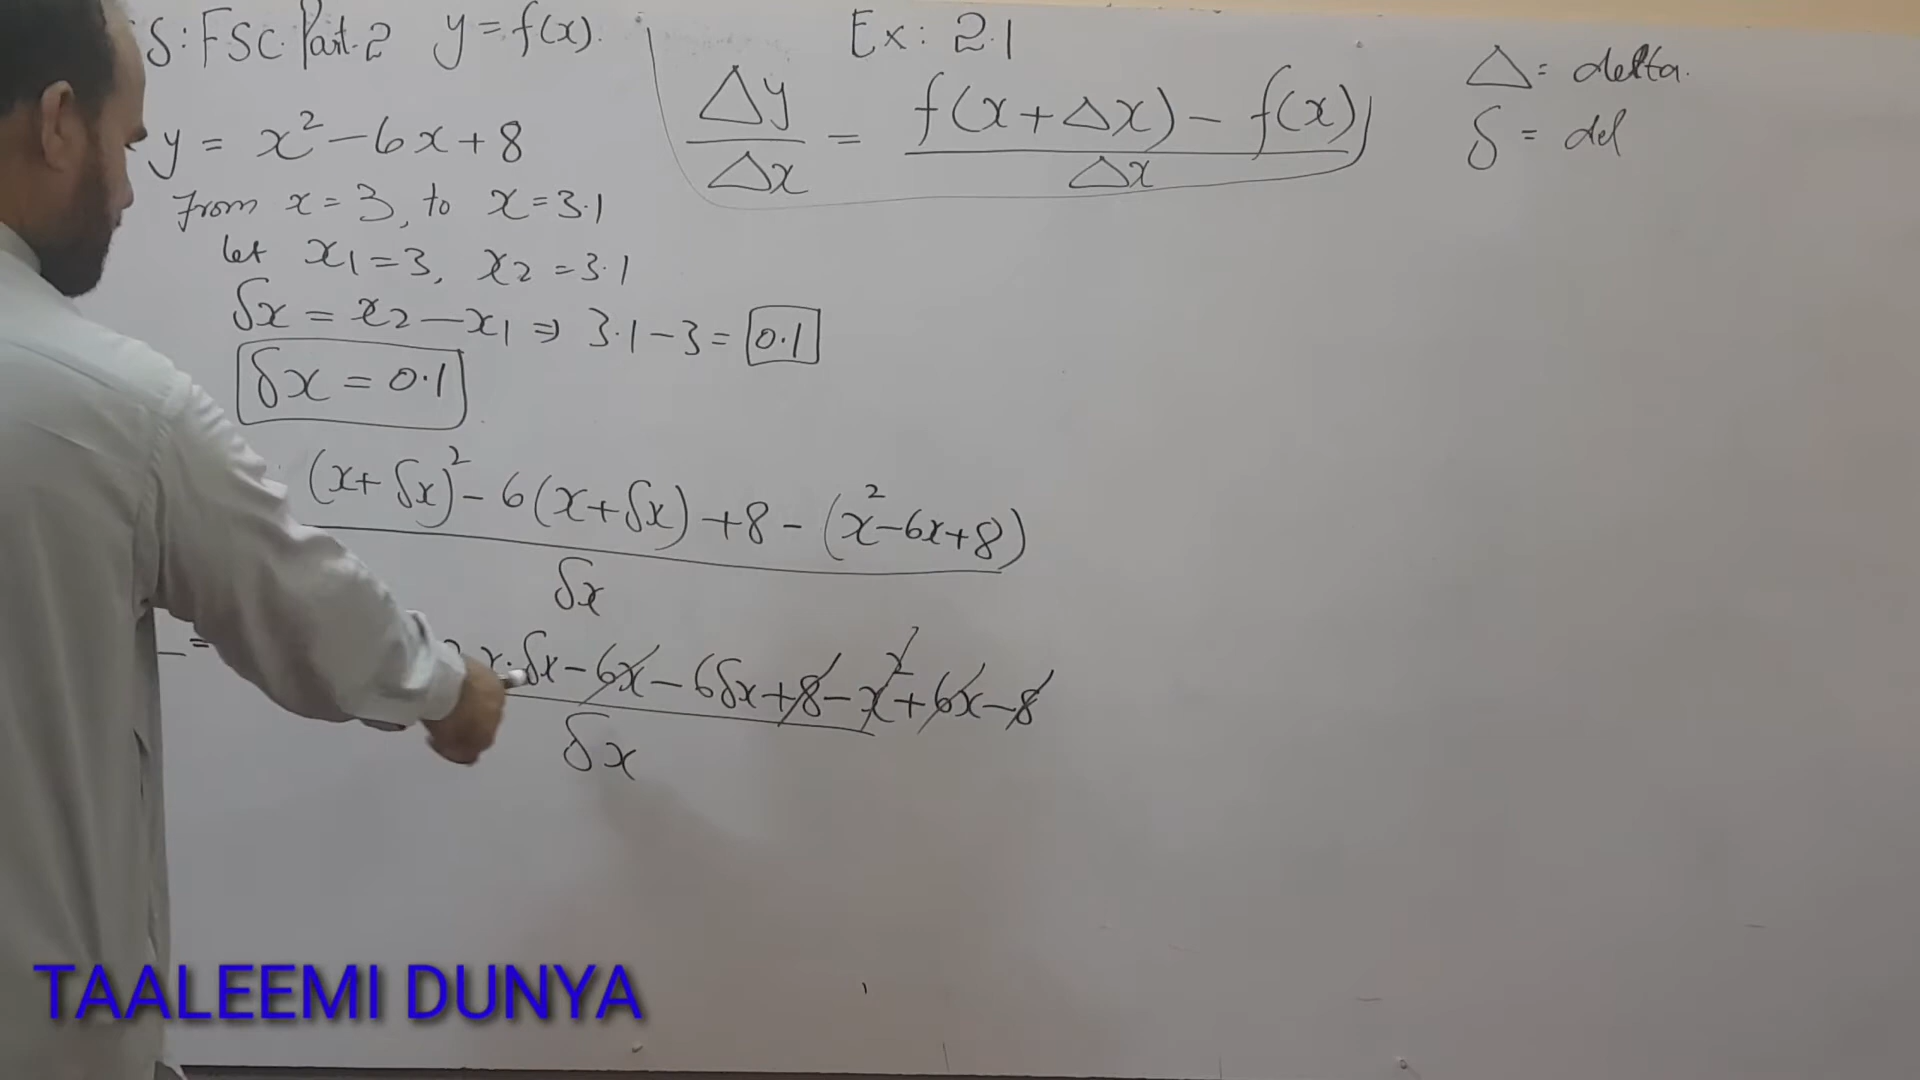 S: FSC Part-2 y = f(x).
Ex: 2.1
Δy/Δx = f(x+Δx) - f(x) / Δx
Δ = delta.
δ = del
y = x² - 6x + 8
From x = 3, to x = 3.1
let x1 = 3, x2 = 3.1
δx = x2 - x1 ⇒ 3.1 - 3 = 0.1
δx = 0.1
(x + δx)² - 6(x + δx) + 8 - (x² - 6x + 8)
δx
= x·δx - 6x - 6δx + 8 - x² + 6x - 8
δx
TAALEEMI DUNYA